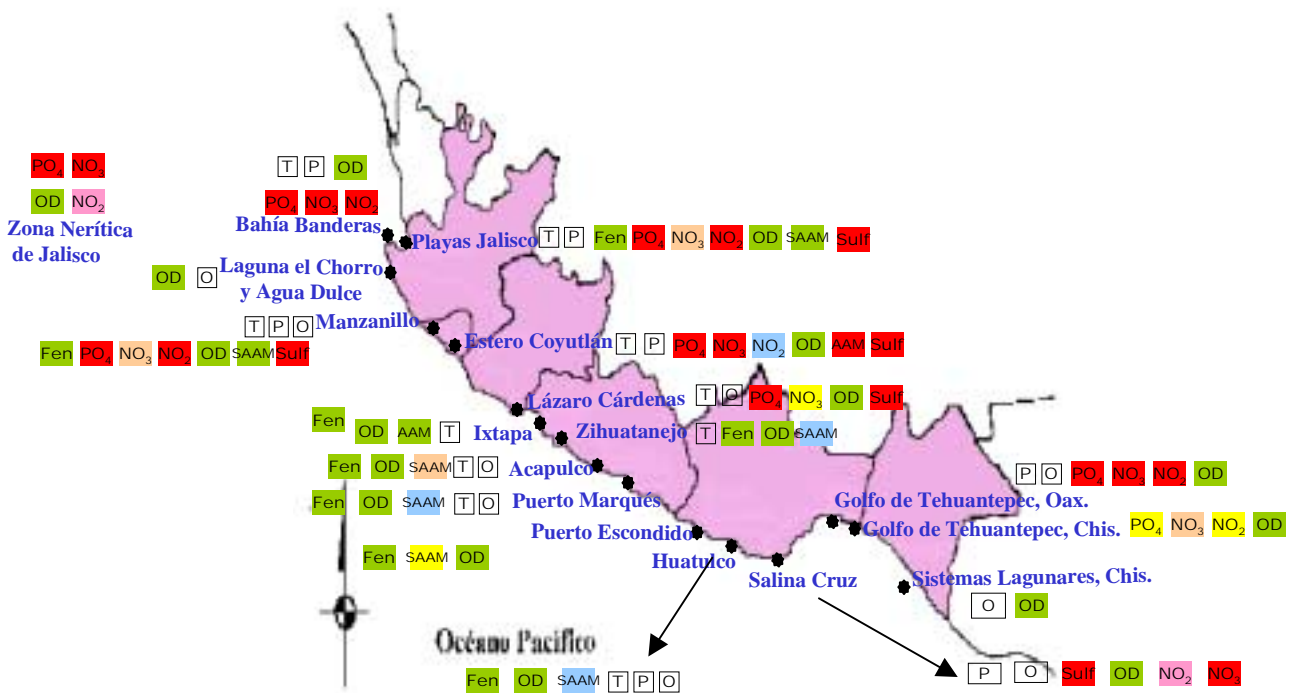 PO₄ NO₃
OD NO₂
Zona Nerítica
de Jalisco
T P OD
PO₄ NO₃ NO₂
Bahía Banderas
Playas Jalisco T P Fen PO₄ NO₃ NO₂ OD SAAM Sulf
OD O Laguna el Chorro
y Agua Dulce
T P O Manzanillo
Fen PO₄ NO₃ NO₂ OD SAAM Sulf
Estero Coyutlán T P PO₄ NO₃ NO₂ OD AAM Sulf
Lázaro Cárdenas T O PO₄ NO₃ OD Sulf
Fen OD AAM T Ixtapa
Zihuatanejo T Fen OD SAAM
Fen OD SAAM T O Acapulco
Fen OD SAAM T O Puerto Marqués
P O PO₄ NO₃ NO₂ OD
Golfo de Tehuantepec, Oax.
Golfo de Tehuantepec, Chis. PO₄ NO₃ NO₂ OD
Puerto Escondido
Fen SAAM OD
Huatulco
Salina Cruz
Sistemas Lagunares, Chis.
O OD
Océano Pacifico
Fen OD SAAM T P O
P O Sulf OD NO₂ NO₃